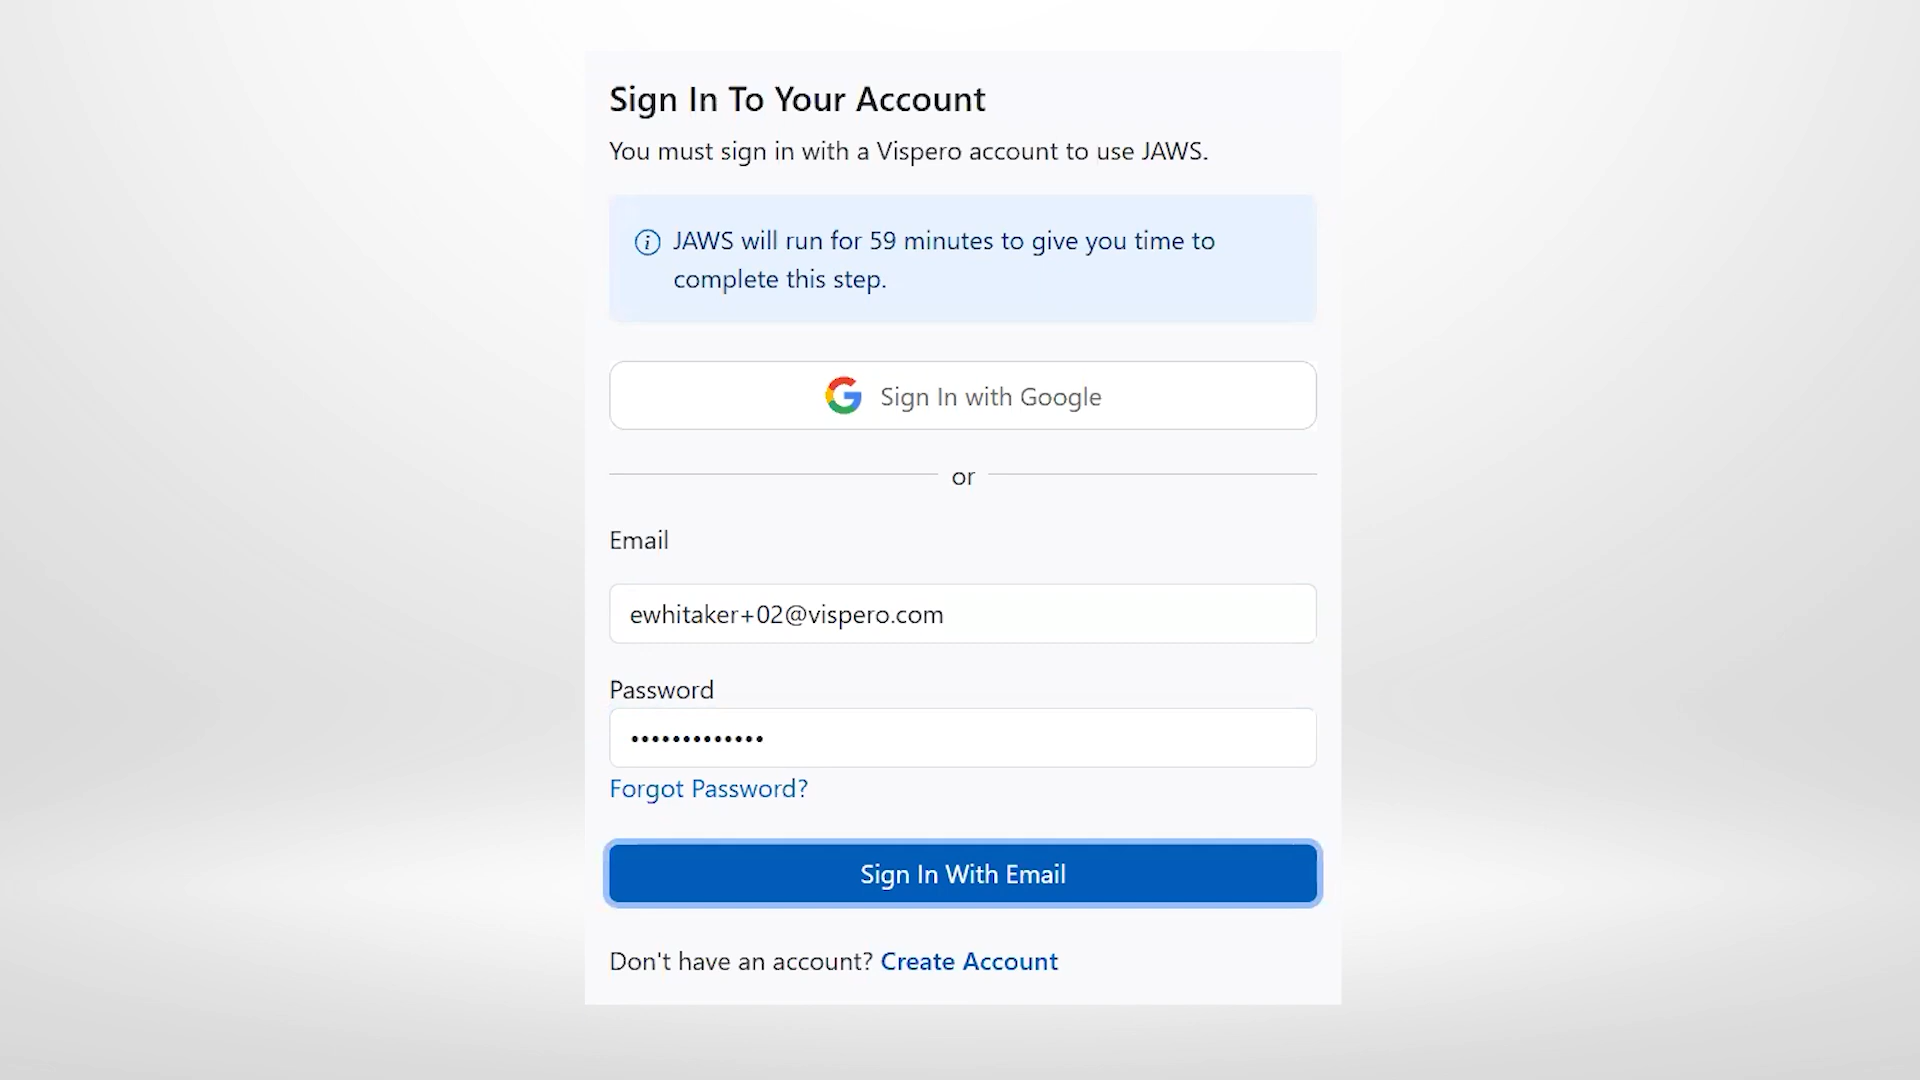 Sign In To Your Account
You must sign in with a Vispero account to use JAWS.
JAWS will run for 59 minutes to give you time to
complete this step.
Sign In with Google
or
Email
ewhitaker+02@vispero.com
Password
•••••••••••••
Forgot Password?
Sign In With Email
Don't have an account? Create Account